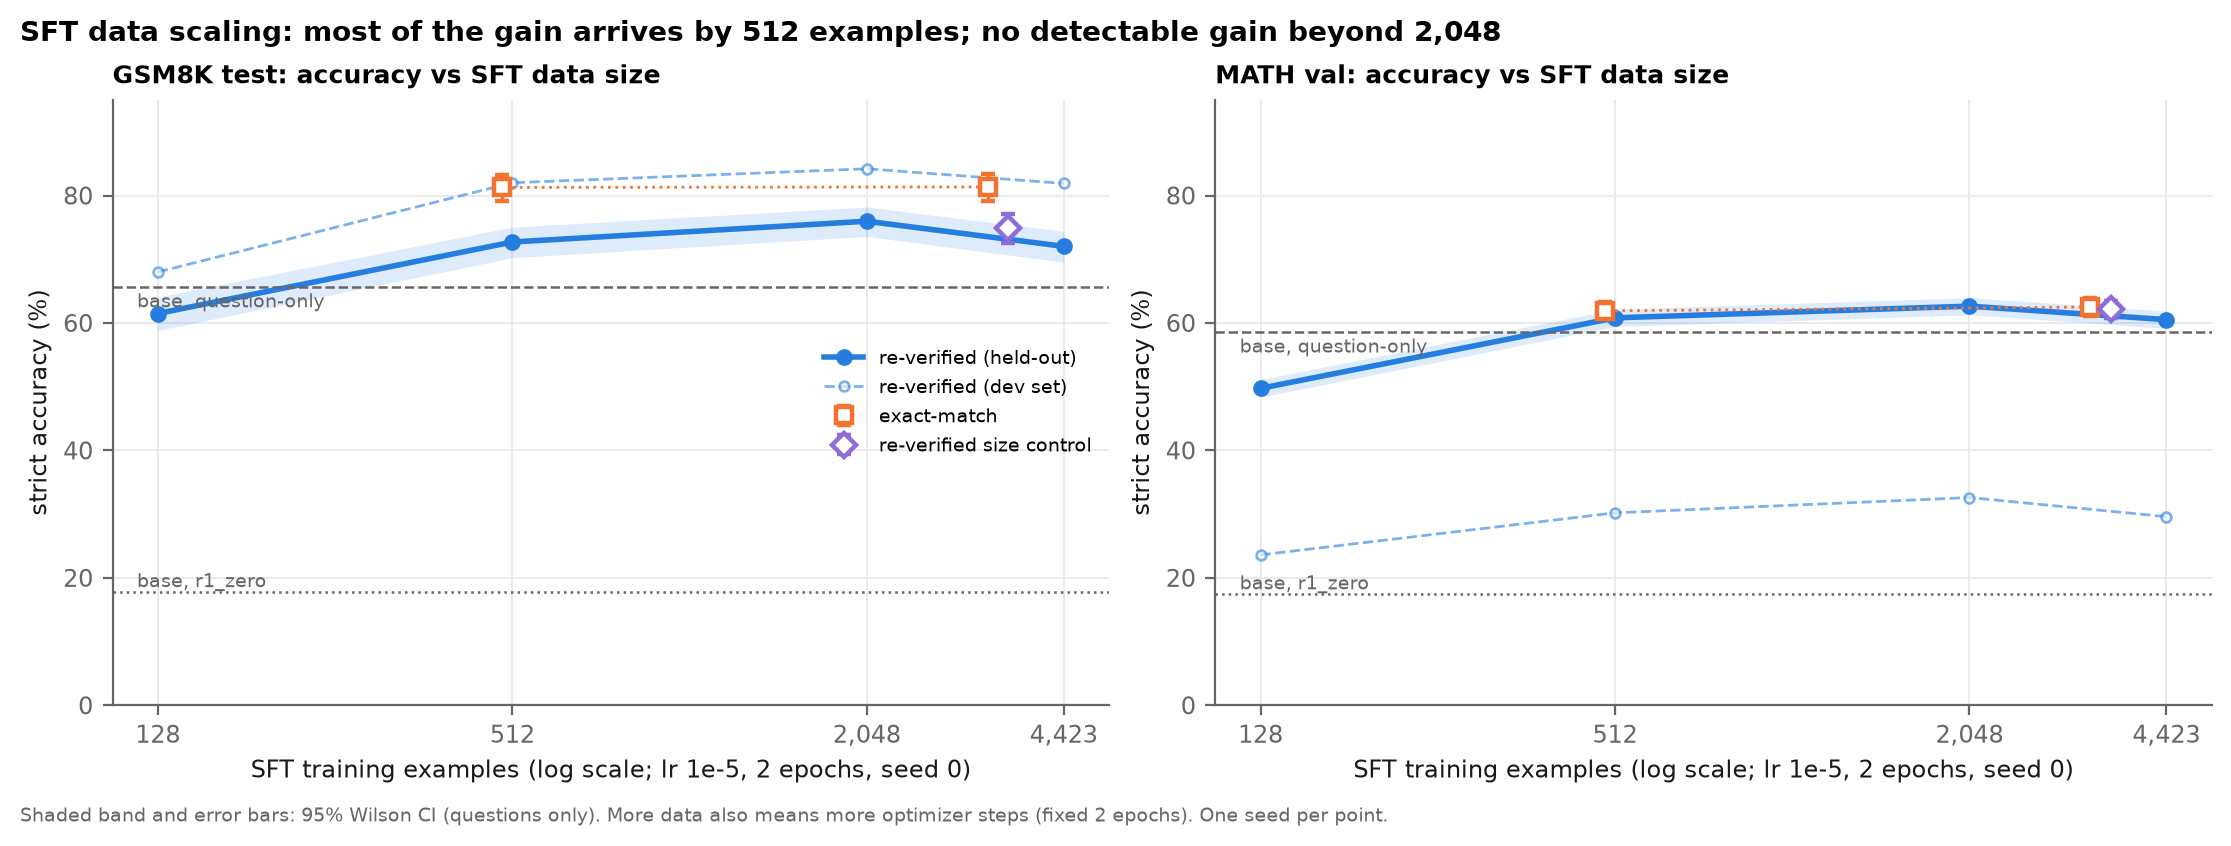 SFT data scaling: most of the gain arrives by 512 examples; no detectable gain beyond 2,048
GSM8K test: accuracy vs SFT data size
strict accuracy (%)
80
60
40
20
0
base, question-only
base, r1_zero
re-verified (held-out)
re-verified (dev set)
exact-match
re-verified size control
128
512
2,048
4,423
SFT training examples (log scale; lr 1e-5, 2 epochs, seed 0)
MATH val: accuracy vs SFT data size
strict accuracy (%)
80
60
40
20
0
base, question-only
base, r1_zero
128
512
2,048
4,423
SFT training examples (log scale; lr 1e-5, 2 epochs, seed 0)
Shaded band and error bars: 95% Wilson CI (questions only). More data also means more optimizer steps (fixed 2 epochs). One seed per point.